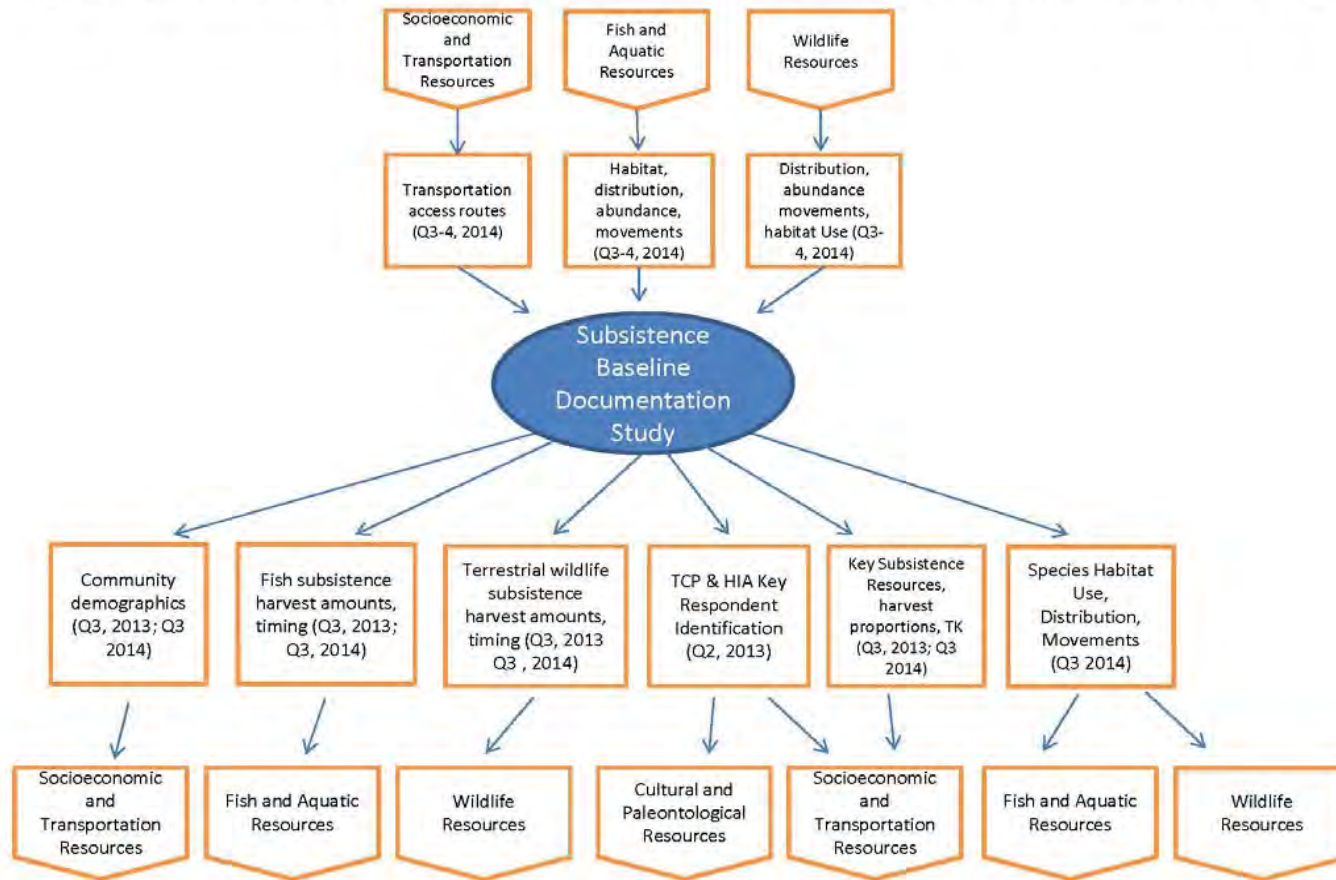 Socioeconomic
and
Transportation
Resources
Fish and
Aquatic
Resources
Wildlife
Resources
Transportation
access routes
(Q3-4, 2014)
Habitat,
distribution,
abundance,
movements
(Q3-4, 2014)
Distribution,
abundance
movements,
habitat Use (Q3-
4, 2014)
Subsistence
Baseline
Documentation
Study
Community
demographics
(Q3, 2013; Q3
2014)
Fish subsistence
harvest amounts,
timing (Q3, 2013;
Q3, 2014)
Terrestrial wildlife
subsistence
harvest amounts,
timing (Q3, 2013
Q3 , 2014)
TCP & HIA Key
Respondent
Identification
(Q2, 2013)
Key Subsistence
Resources,
harvest
proportions, TK
(Q3, 2013; Q3
2014)
Species Habitat
Use,
Distribution,
Movements
(Q3 2014)
Socioeconomic
and
Transportation
Resources
Fish and Aquatic
Resources
Wildlife
Resources
Cultural and
Paleontological
Resources
Socioeconomic
and
Transportation
Resources
Fish and Aquatic
Resources
Wildlife
Resources